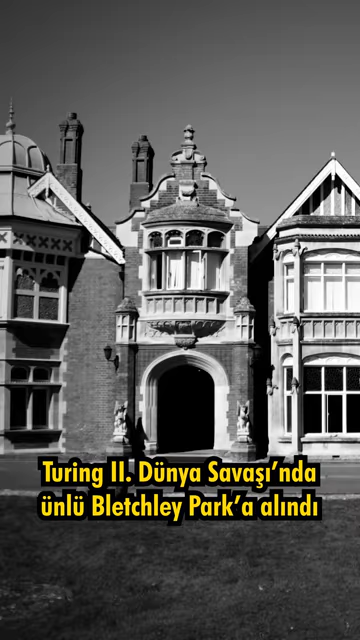 Turing II. Dünya Savaşı’nda
ünlü Bletchley Park’a alındı